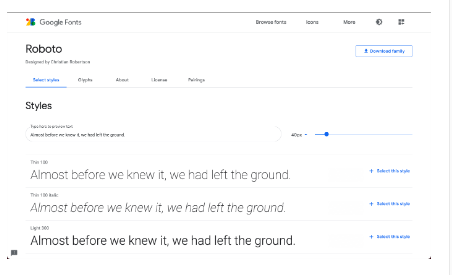 Google Fonts
Browse fonts Icons More
Roboto
Download family
Designed by Christian Robertson
Select styles Glyphs About License Pairings
Styles
Type here to preview text
Almost before we knew it, we had left the ground.
40px
Thin 100
Almost before we knew it, we had left the ground.
+ Select this style
Thin 100 italic
Almost before we knew it, we had left the ground.
+ Select this style
Light 300
Almost before we knew it, we had left the ground.
+ Select this style